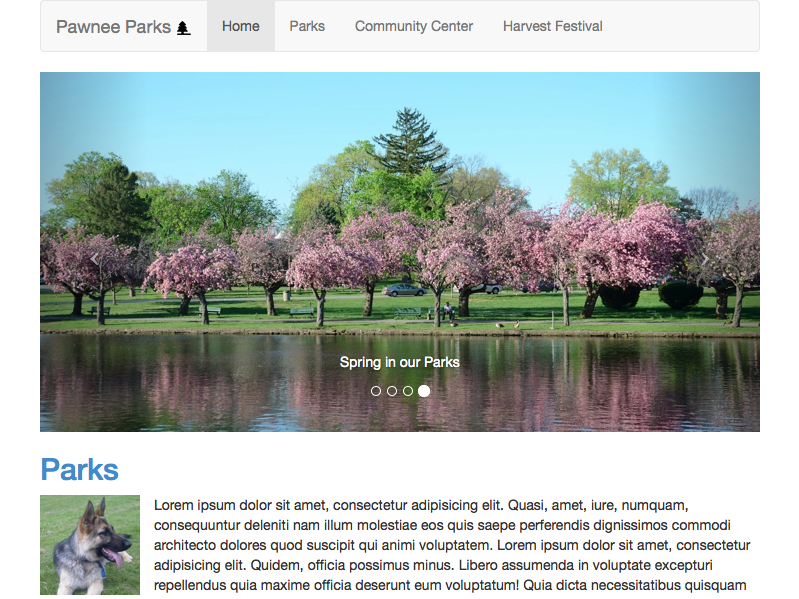 Pawnee Parks
Home
Parks
Community Center
Harvest Festival
Spring in our Parks
Parks
Lorem ipsum dolor sit amet, consectetur adipisicing elit. Quasi, amet, iure, numquam,
consequuntur deleniti nam illum molestiae eos quis saepe perferendis dignissimos commodi
architecto dolores quod suscipit qui animi voluptatem. Lorem ipsum dolor sit amet, consectetur
adipisicing elit. Quidem, officia possimus minus. Libero assumenda in voluptate excepturi
repellendus quia maxime officia deserunt eum voluptatum! Quia dicta necessitatibus quisquam